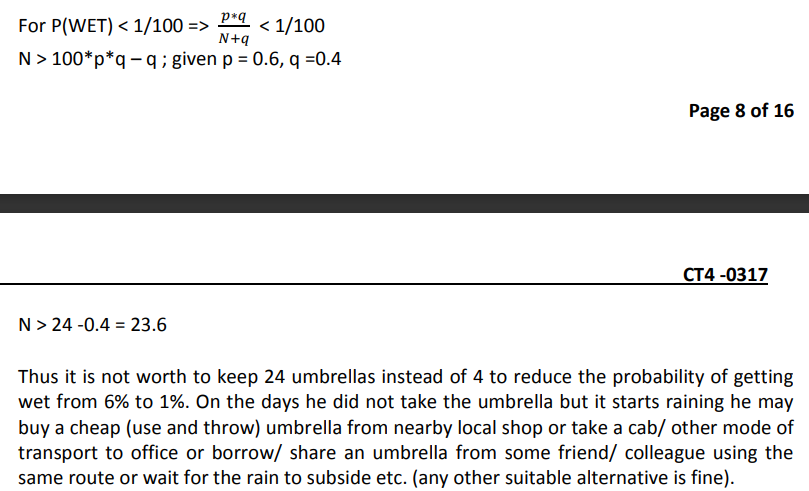 For P(WET) < 1/100 => p*q/N+q < 1/100
N > 100*p*q – q ; given p = 0.6, q =0.4
Page 8 of 16
CT4 -0317
N > 24 -0.4 = 23.6
Thus it is not worth to keep 24 umbrellas instead of 4 to reduce the probability of getting
wet from 6% to 1%. On the days he did not take the umbrella but it starts raining he may
buy a cheap (use and throw) umbrella from nearby local shop or take a cab/ other mode of
transport to office or borrow/ share an umbrella from some friend/ colleague using the
same route or wait for the rain to subside etc. (any other suitable alternative is fine).